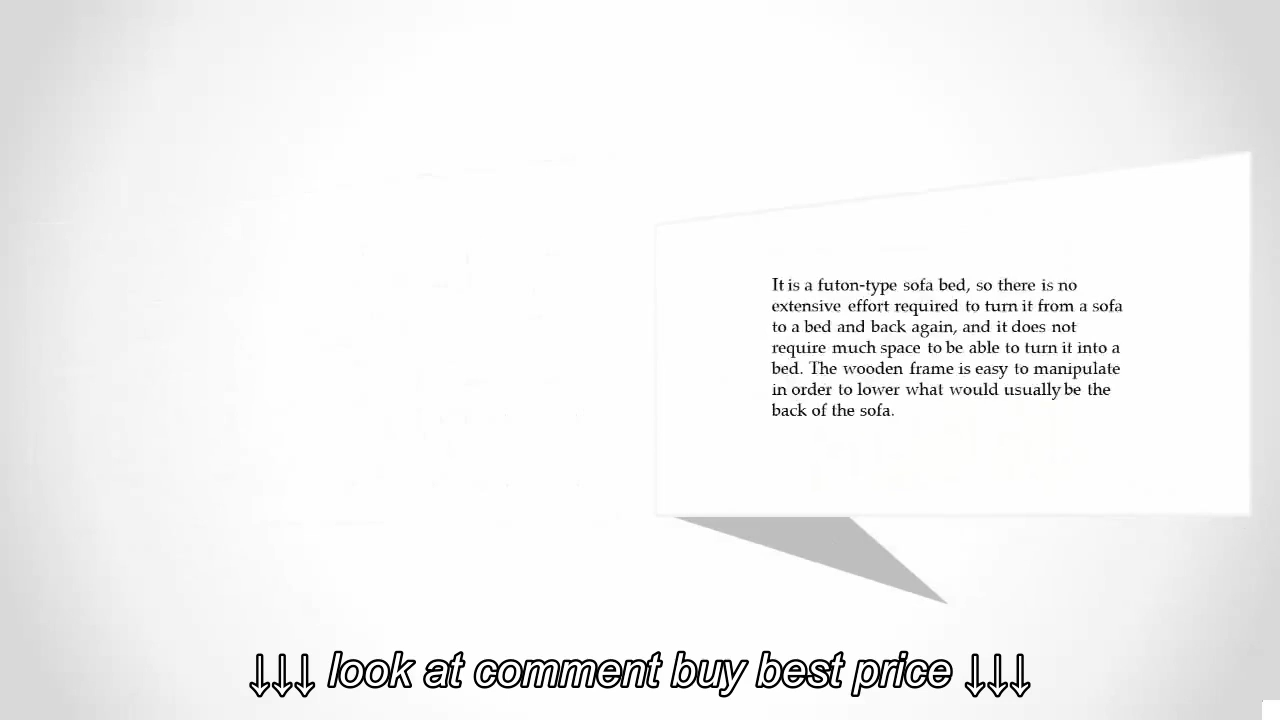 It is a futon-type sofa bed, so there is no
extensive effort required to turn it from a sofa
to a bed and back again, and it does not
require much space to be able to turn it into a
bed. The wooden frame is easy to manipulate
in order to lower what would usually be the
back of the sofa.
↓↓↓ look at comment buy best price ↓↓↓